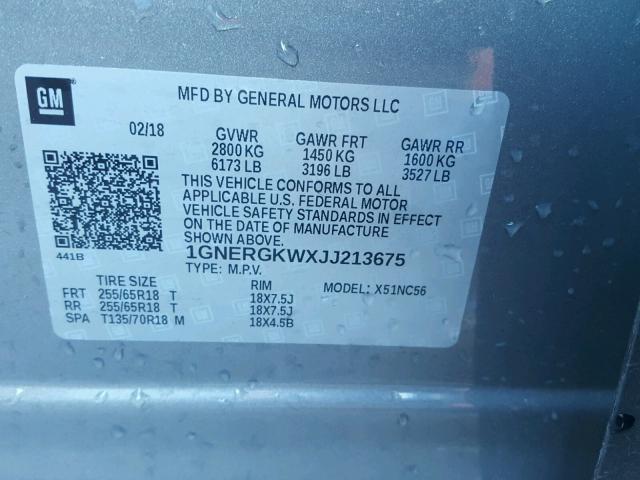 GM
MFD BY GENERAL MOTORS LLC
02/18
GVWR GAWR FRT GAWR RR
2800 KG 1450 KG 1600 KG
6173 LB 3196 LB 3527 LB
THIS VEHICLE CONFORMS TO ALL
APPLICABLE U.S. FEDERAL MOTOR
VEHICLE SAFETY STANDARDS IN EFFECT
ON THE DATE OF MANUFACTURE
SHOWN ABOVE.
441B
1GNERGKWXJJ213675
TYPE: M.P.V. MODEL: X51NC56
TIRE SIZE RIM
FRT 255/65R18 T 18X7.5J
RR 255/65R18 T 18X7.5J
SPA T135/70R18 M 18X4.5B